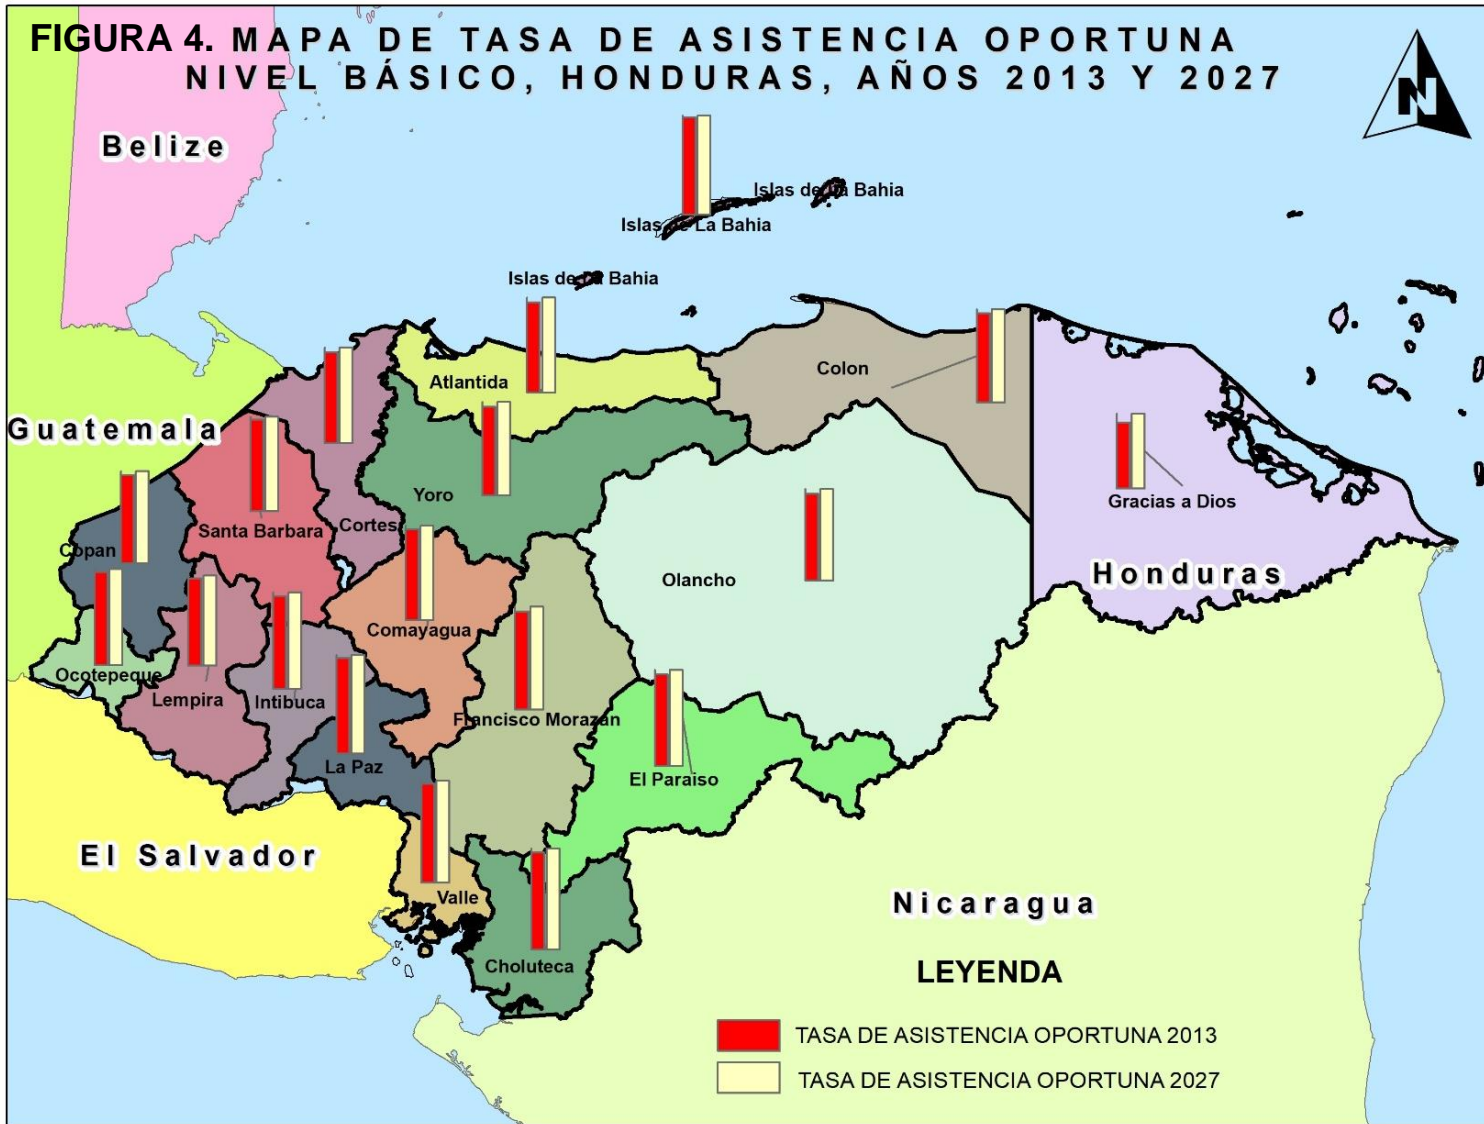 FIGURA 4. MAPA DE TASA DE ASISTENCIA OPORTUNA
NIVEL BÁSICO, HONDURAS, AÑOS 2013 Y 2027
N
Belize
Islas de La Bahia
Islas de La Bahia
Islas de La Bahia
Colon
Atlantida
Guatemala
Yoro
Gracias a Dios
Santa Barbara
Cortes
Copan
Olancho
Honduras
Comayagua
Ocotepeque
Lempira
Intibuca
Francisco Morazan
La Paz
El Paraiso
El Salvador
Valle
Nicaragua
Choluteca
LEYENDA
TASA DE ASISTENCIA OPORTUNA 2013
TASA DE ASISTENCIA OPORTUNA 2027